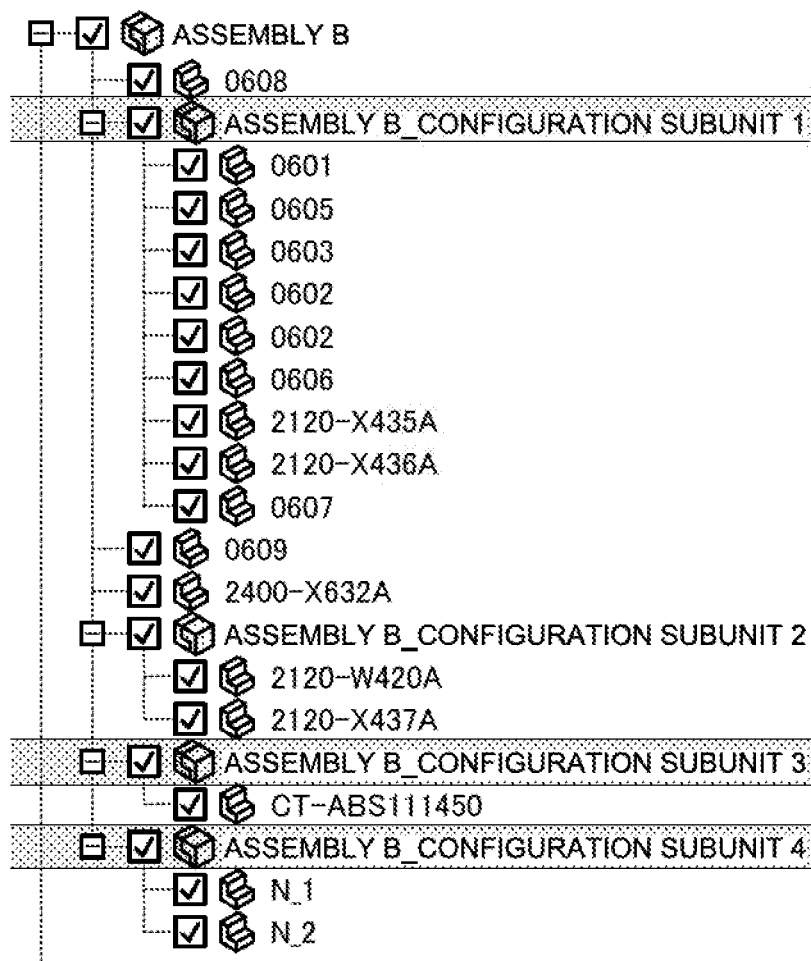 ASSEMBLY B
0608
ASSEMBLY B_CONFIGURATION SUBUNIT 1
0601
0605
0603
0602
0602
0606
2120-X435A
2120-X436A
0607
0609
2400-X632A
ASSEMBLY B_CONFIGURATION SUBUNIT 2
2120-W420A
2120-X437A
ASSEMBLY B_CONFIGURATION SUBUNIT 3
CT-ABS111450
ASSEMBLY B_CONFIGURATION SUBUNIT 4
N_1
N_2